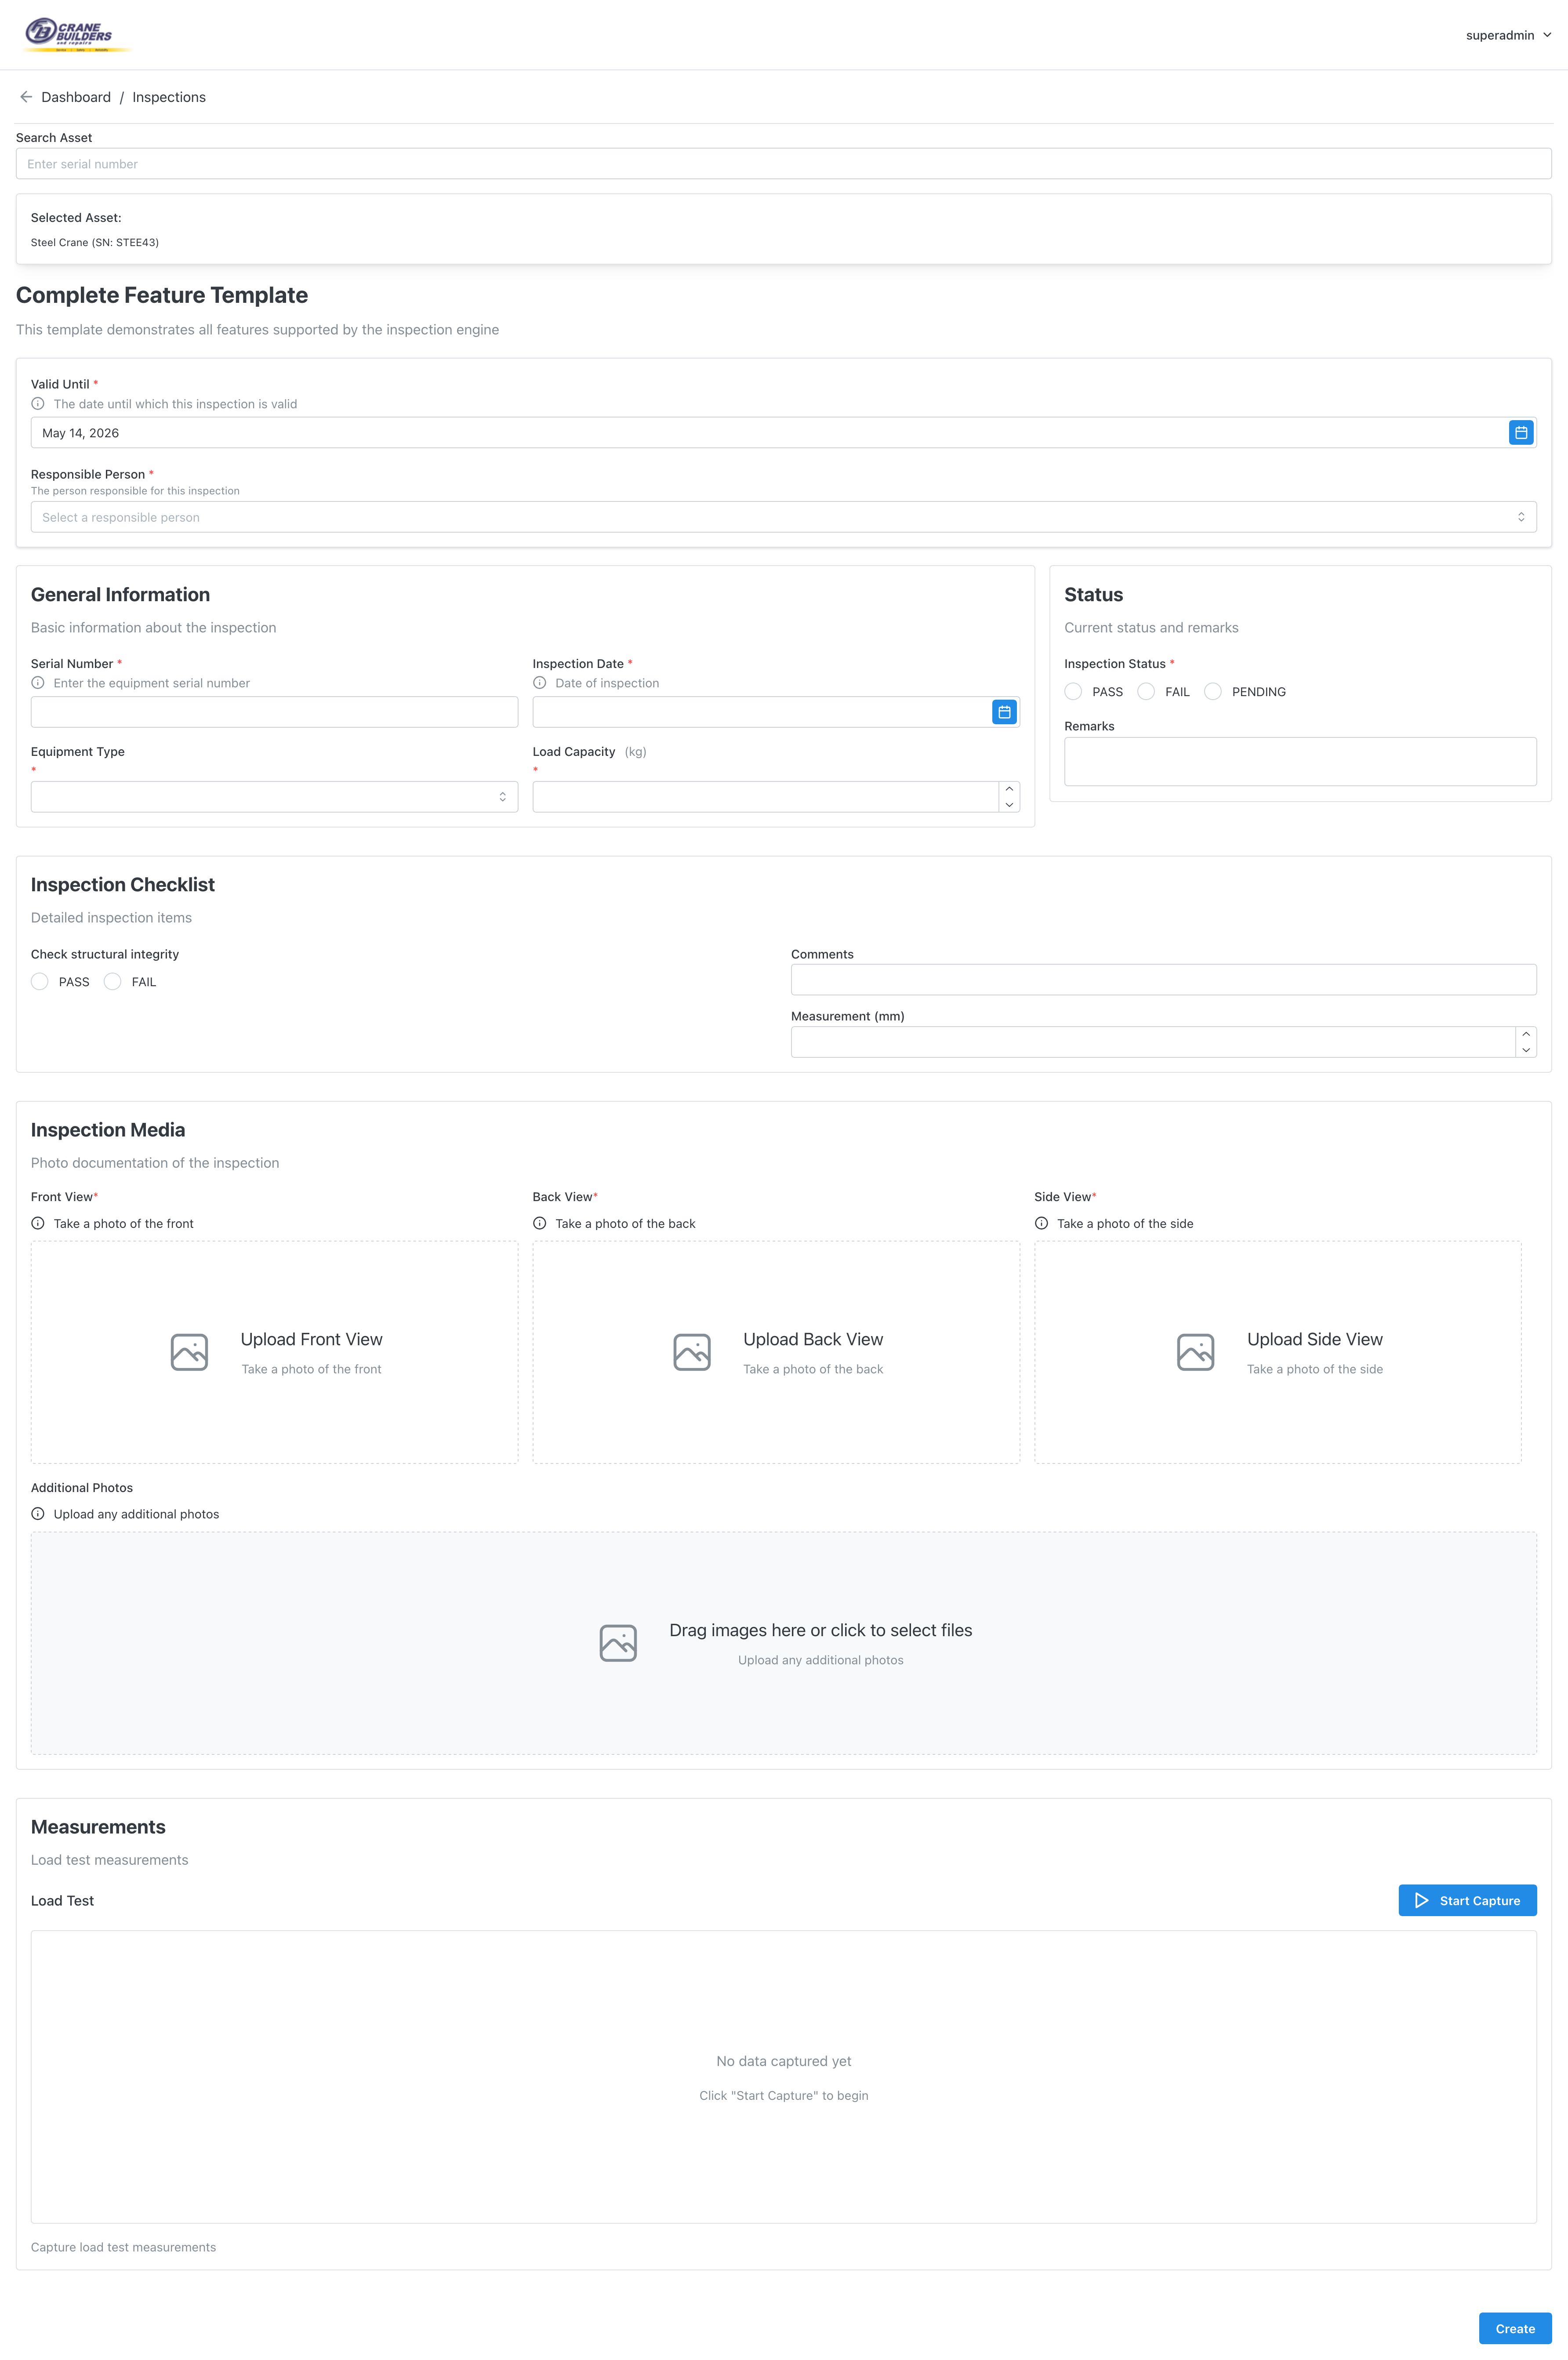 CRANE
BUILDERS
and repairs
superadmin
Dashboard / Inspections
Search Asset
Enter serial number
Selected Asset:
Steel Crane (SN: STEE43)
Complete Feature Template
This template demonstrates all features supported by the inspection engine
Valid Until *
The date until which this inspection is valid
May 14, 2026
Responsible Person *
The person responsible for this inspection
Select a responsible person
General Information
Basic information about the inspection
Serial Number *
Enter the equipment serial number
Inspection Date *
Date of inspection
Equipment Type
*
Load Capacity (kg)
*
Status
Current status and remarks
Inspection Status *
PASS FAIL PENDING
Remarks
Inspection Checklist
Detailed inspection items
Check structural integrity
PASS FAIL
Comments
Measurement (mm)
Inspection Media
Photo documentation of the inspection
Front View*
Take a photo of the front
Upload Front View
Take a photo of the front
Back View*
Take a photo of the back
Upload Back View
Take a photo of the back
Side View*
Take a photo of the side
Upload Side View
Take a photo of the side
Additional Photos
Upload any additional photos
Drag images here or click to select files
Upload any additional photos
Measurements
Load test measurements
Load Test
Start Capture
No data captured yet
Click "Start Capture" to begin
Capture load test measurements
Create